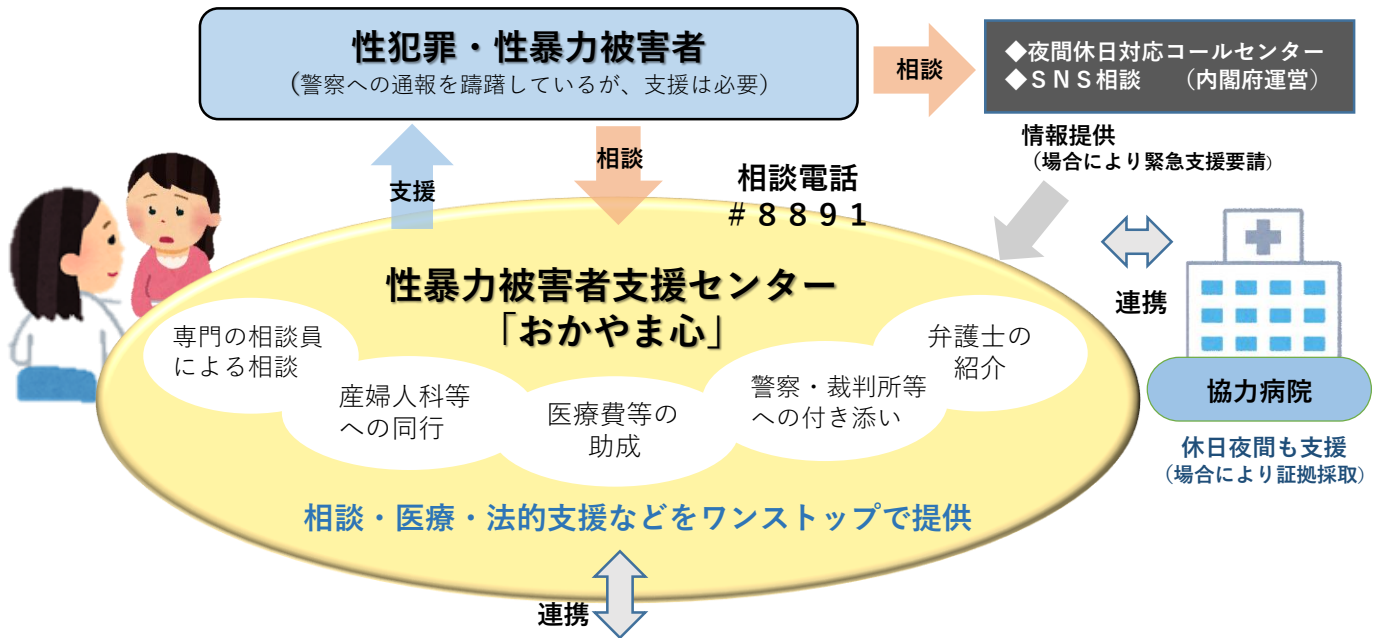 性犯罪・性暴力被害者
(警察への通報を躊躇しているが、支援は必要)
相談
◆夜間休日対応コールセンター
◆SNS相談　(内閣府運営)
情報提供
(場合により緊急支援要請)
支援
相談
相談電話
#8891
連携
協力病院
休日夜間も支援
(場合により証拠採取)
性暴力被害者支援センター
「おかやま心」
専門の相談員
による相談
産婦人科等
への同行
医療費等の
助成
警察・裁判所等
への付き添い
弁護士の
紹介
相談・医療・法的支援などをワンストップで提供
連携